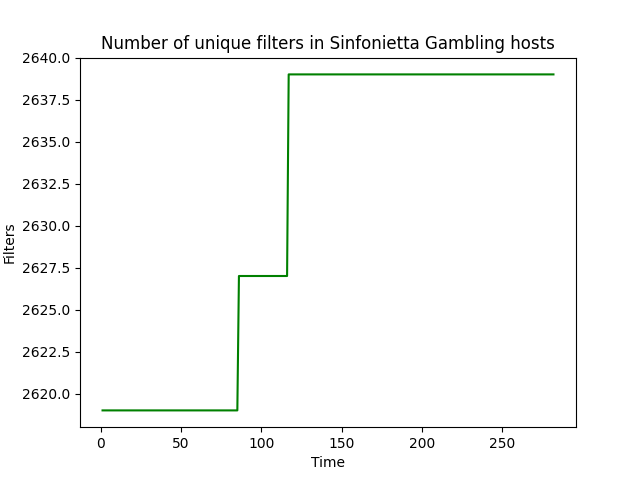 Number of unique filters in Sinfonietta Gambling hosts
2640.0
2637.5
2635.0
2632.5
2630.0
2627.5
2625.0
2622.5
2620.0
Filters
0 50 100 150 200 250
Time